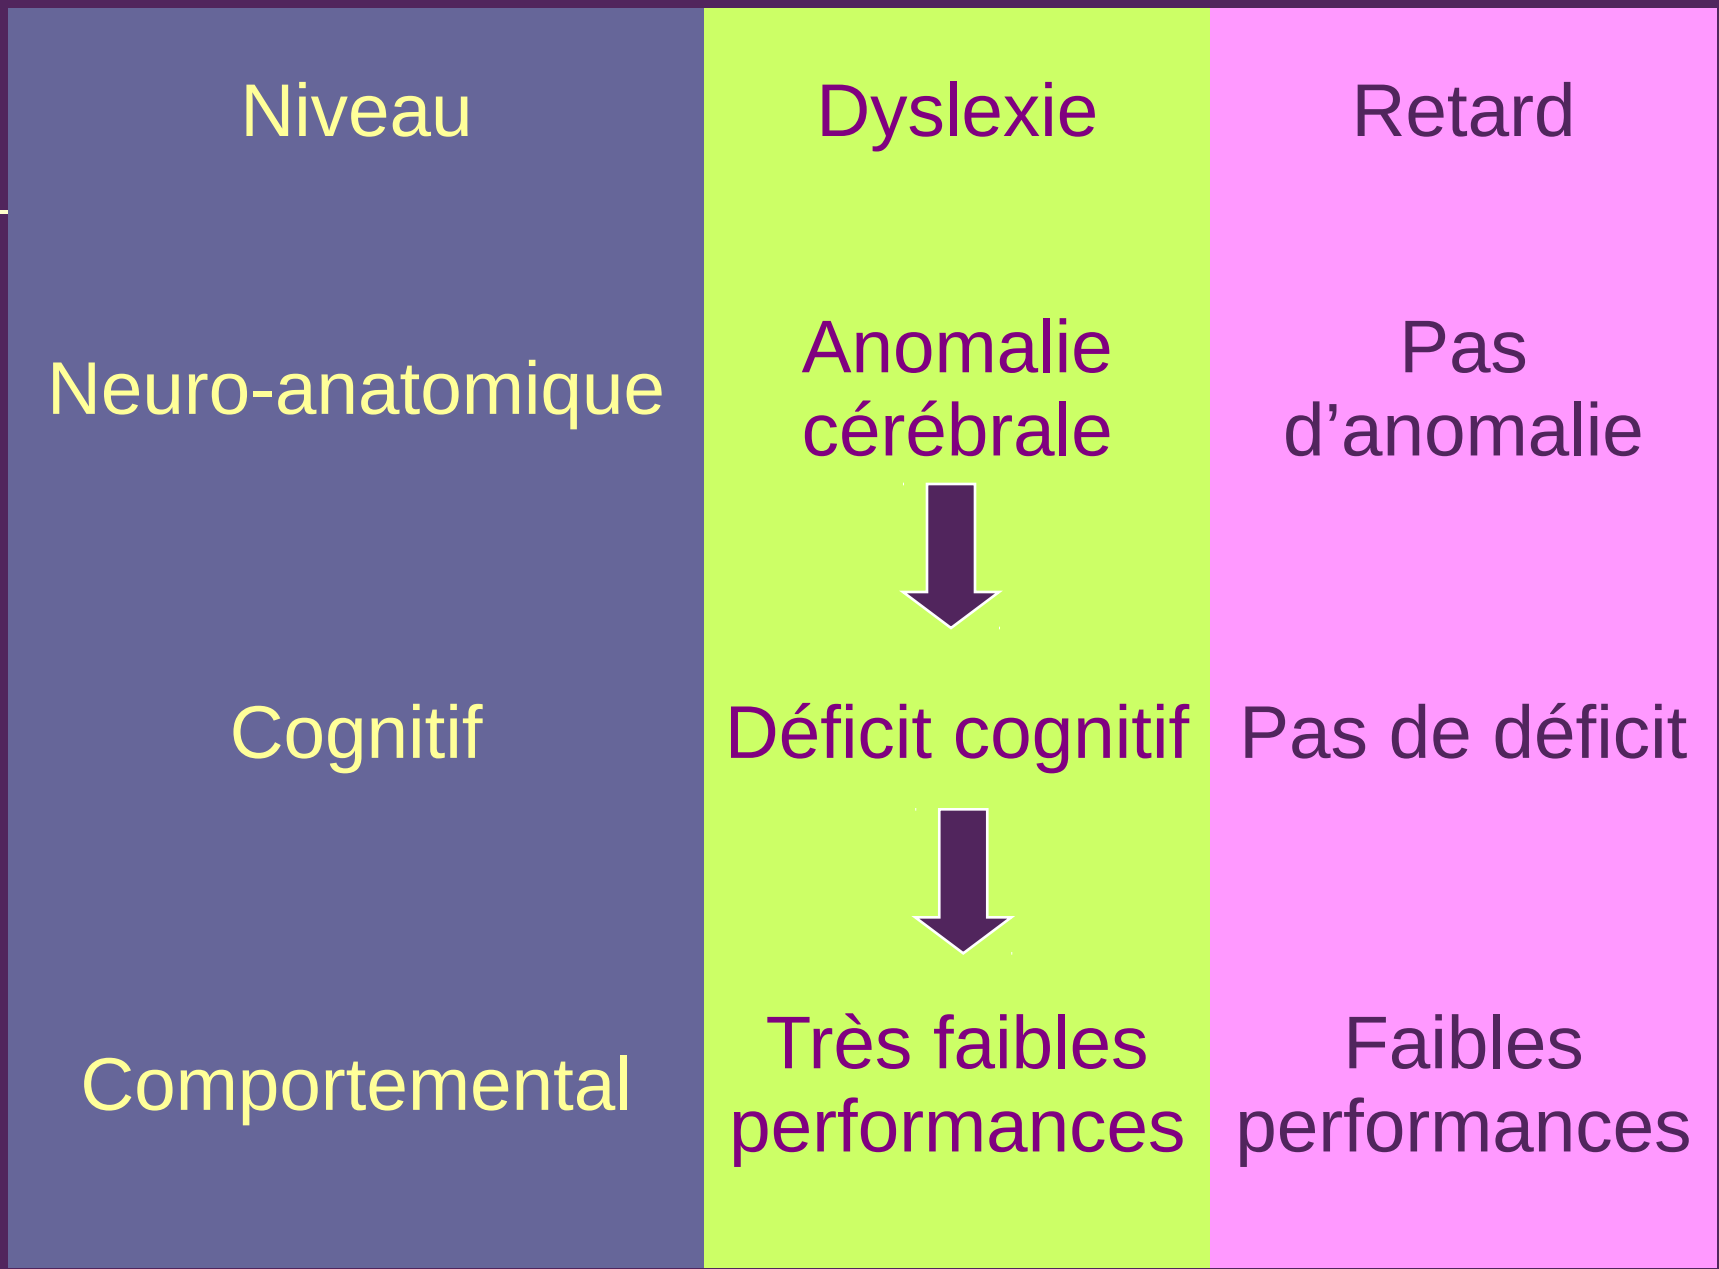 Niveau
Dyslexie
Retard
Neuro-anatomique
Anomalie
cérébrale
Pas
d’anomalie
Cognitif
Déficit cognitif
Pas de déficit
Comportemental
Très faibles
performances
Faibles
performances